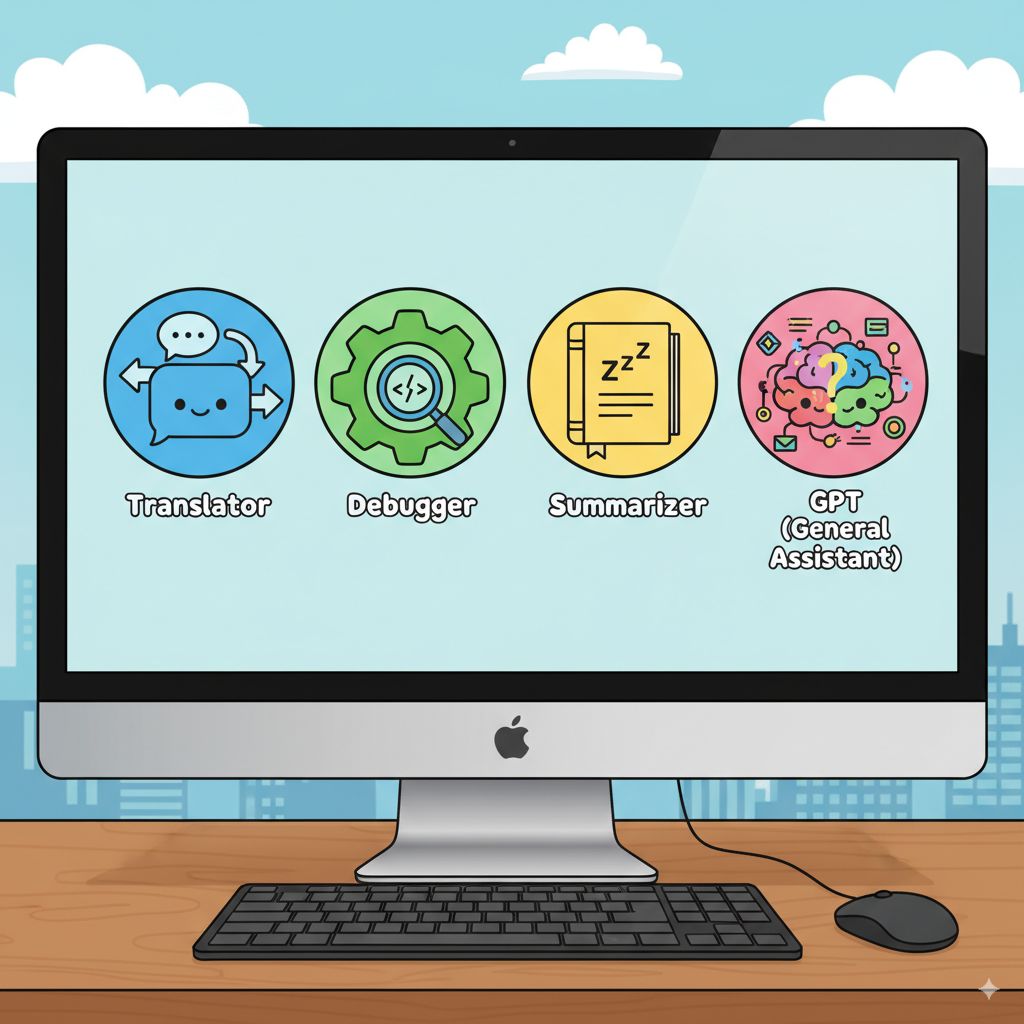 </>
z z z
Translator
Debugger
Summarizer
?
GPT
(General
Assistant)